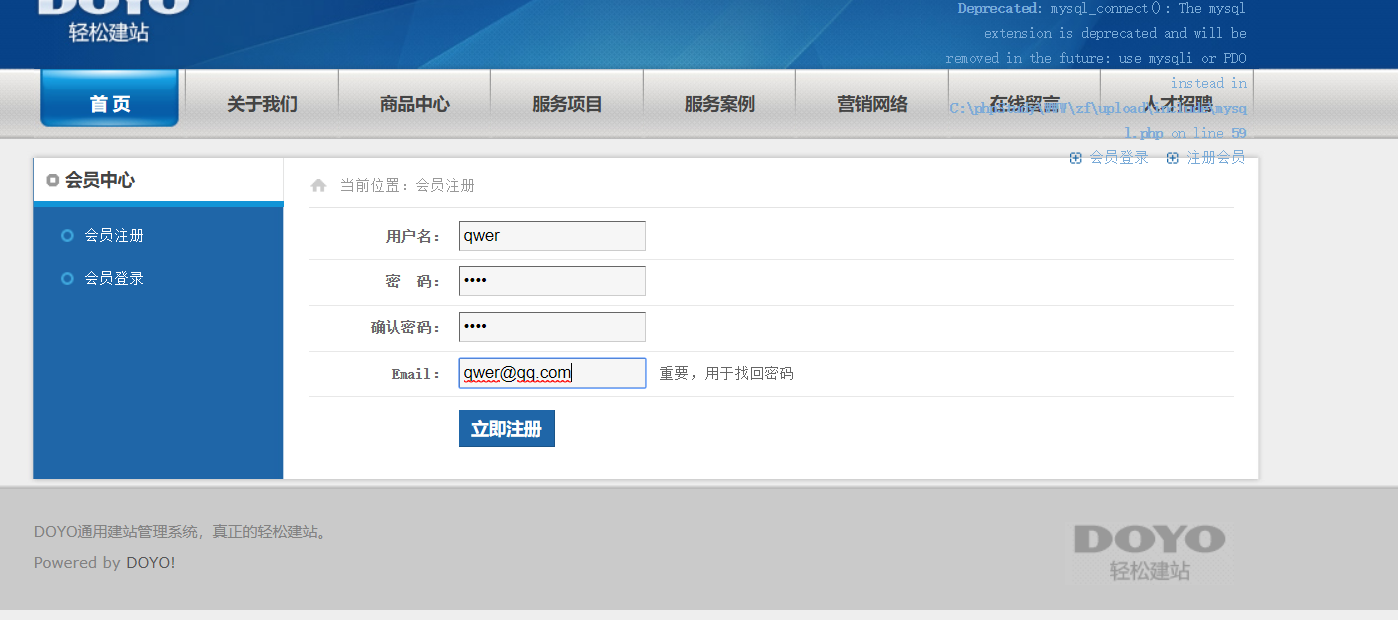 DOYO
轻松建站
Deprecated: mysql_connect(): The mysql
extension is deprecated and will be
removed in the future: use mysqli or PDO
instead in
l.php on line 59
首页
关于我们
商品中心
服务项目
服务案例
营销网络
在线留言
人才招聘
会员登录
注册会员
会员中心
会员注册
会员登录
当前位置：会员注册
用户名： qwer
密 码： ••••
确认密码： ••••
Email： qwer@qq.com 重要，用于找回密码
立即注册
DOYO通用建站管理系统，真正的轻松建站。
Powered by DOYO!
DOYO
轻松建站